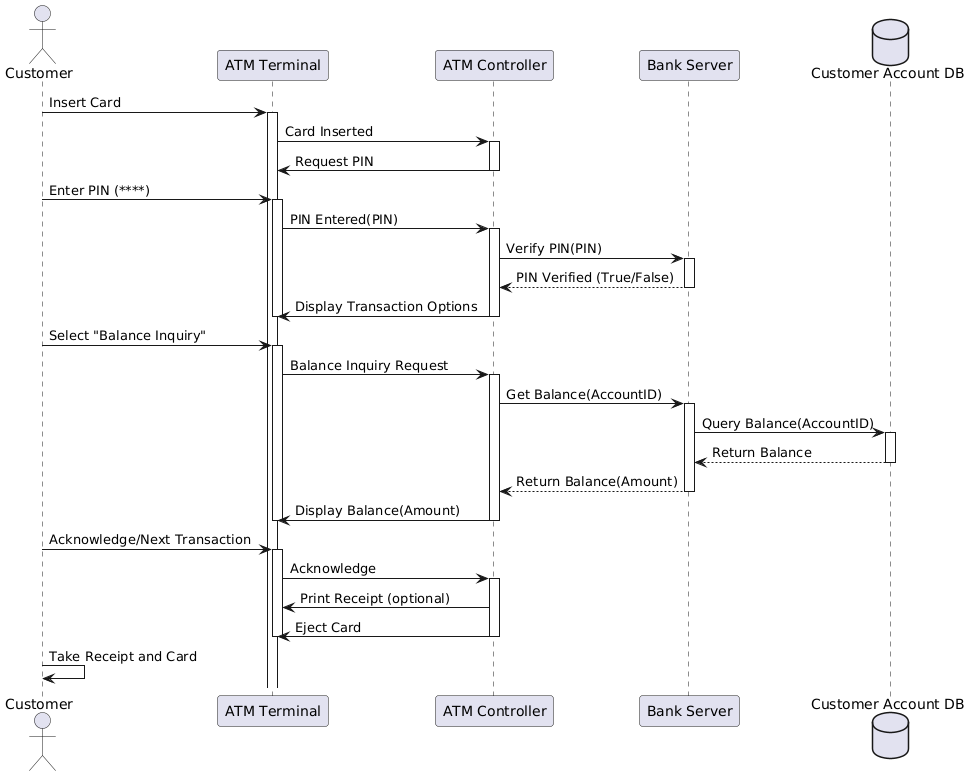 Customer
ATM Terminal
ATM Controller
Bank Server
Customer Account DB
Insert Card
Card Inserted
Request PIN
Enter PIN (****)
PIN Entered(PIN)
Verify PIN(PIN)
PIN Verified (True/False)
Display Transaction Options
Select "Balance Inquiry"
Balance Inquiry Request
Get Balance(AccountID)
Query Balance(AccountID)
Return Balance
Return Balance(Amount)
Display Balance(Amount)
Acknowledge/Next Transaction
Acknowledge
Print Receipt (optional)
Eject Card
Take Receipt and Card
Customer
ATM Terminal
ATM Controller
Bank Server
Customer Account DB